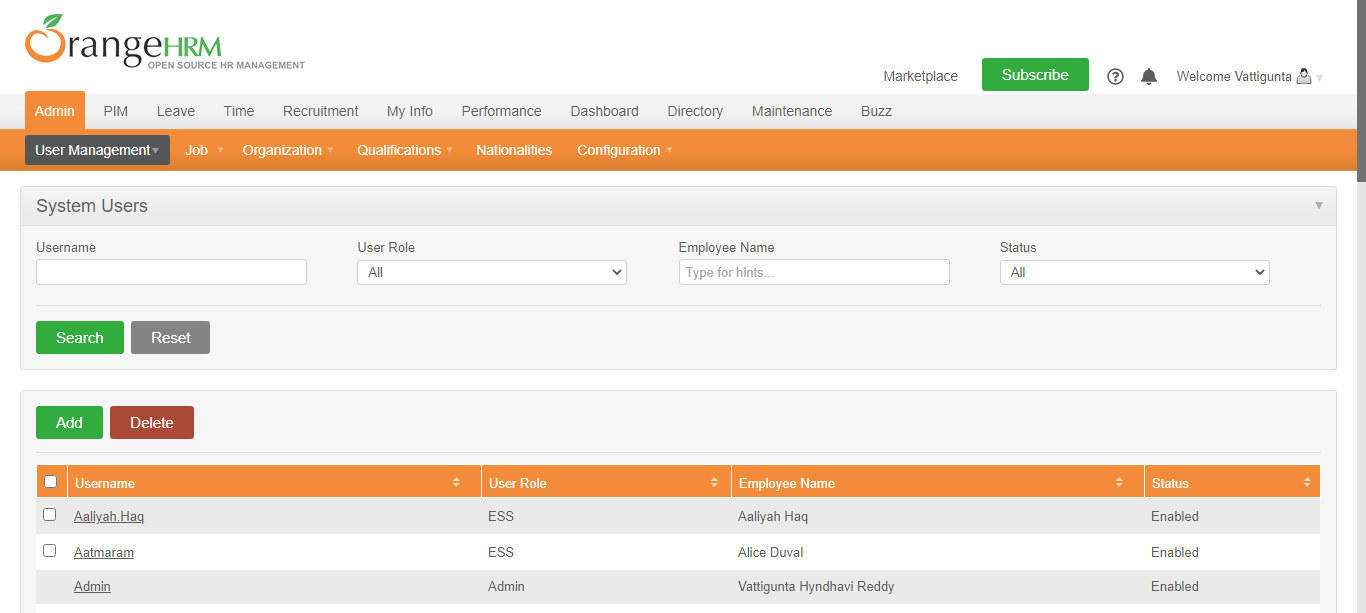 OrangeHRM
OPEN SOURCE HR MANAGEMENT
Marketplace Subscribe Welcome Vattigunta
Admin PIM Leave Time Recruitment My Info Performance Dashboard Directory Maintenance Buzz
User Management Job Organization Qualifications Nationalities Configuration
System Users
Username User Role Employee Name Status
All Type for hints... All
Search Reset
Add Delete
Username User Role Employee Name Status
Aaliyah.Haq ESS Aaliyah Haq Enabled
Aatmaram ESS Alice Duval Enabled
Admin Admin Vattigunta Hyndhavi Reddy Enabled